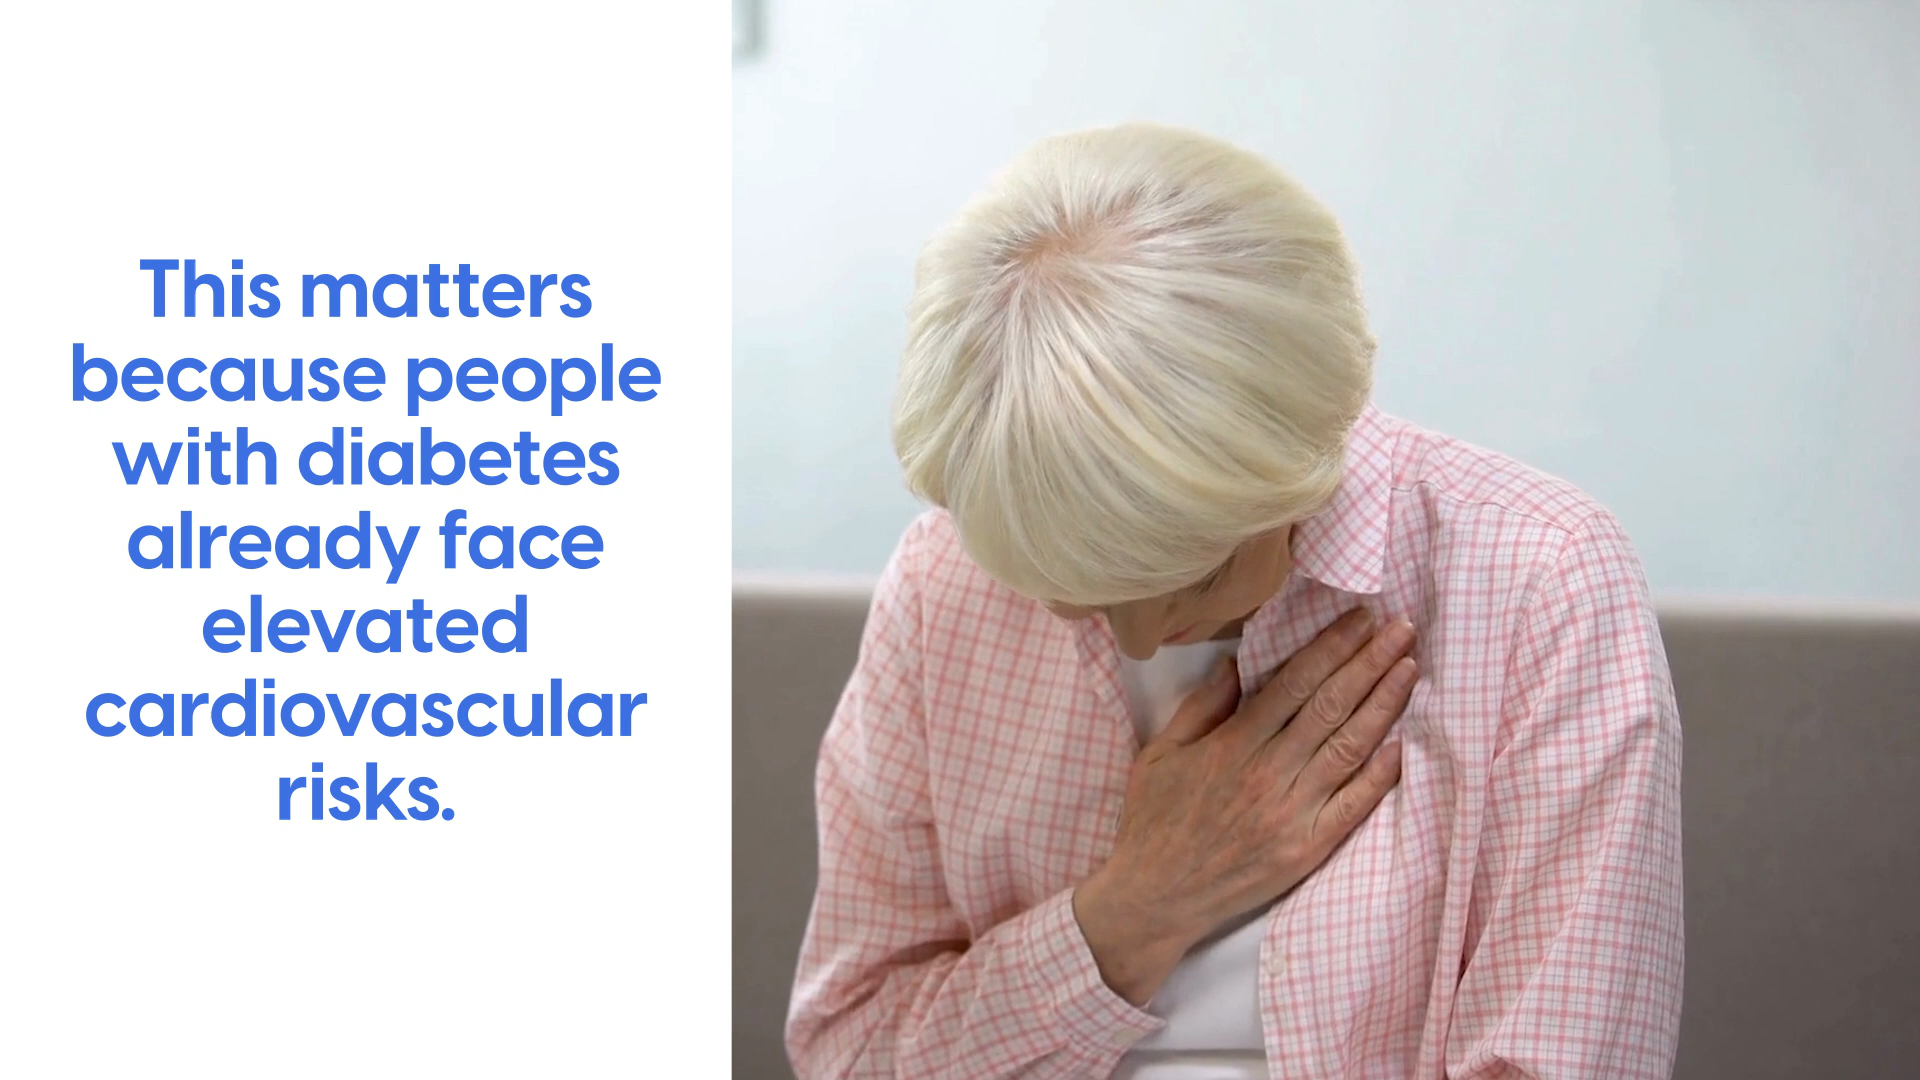 This matters
because people
with diabetes
already face
elevated
cardiovascular
risks.